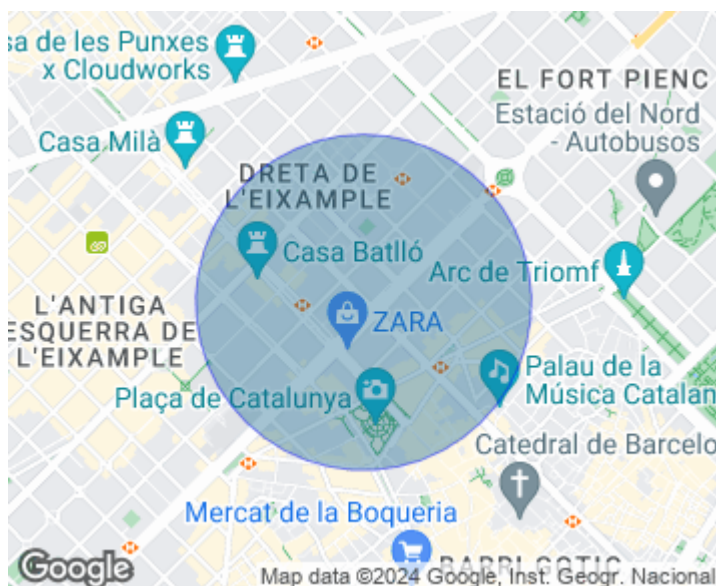 sa de les Punxes
x Cloudworks
EL FORT PIENC
Estació del Nord
- Autobusos
Casa Milà
DRETA DE
L'EIXAMPLE
Casa Batlló
Arc de Triomf
L'ANTIGA
ESQUERRA DE
L'EIXAMPLE
ZARA
Palau de la
Música Catalan
Plaça de Catalunya
Catedral de Barcelo
Mercat de la Boqueria
BARRI GÒTIC
Google
Map data ©2024 Google, Inst. Geogr. Nacional